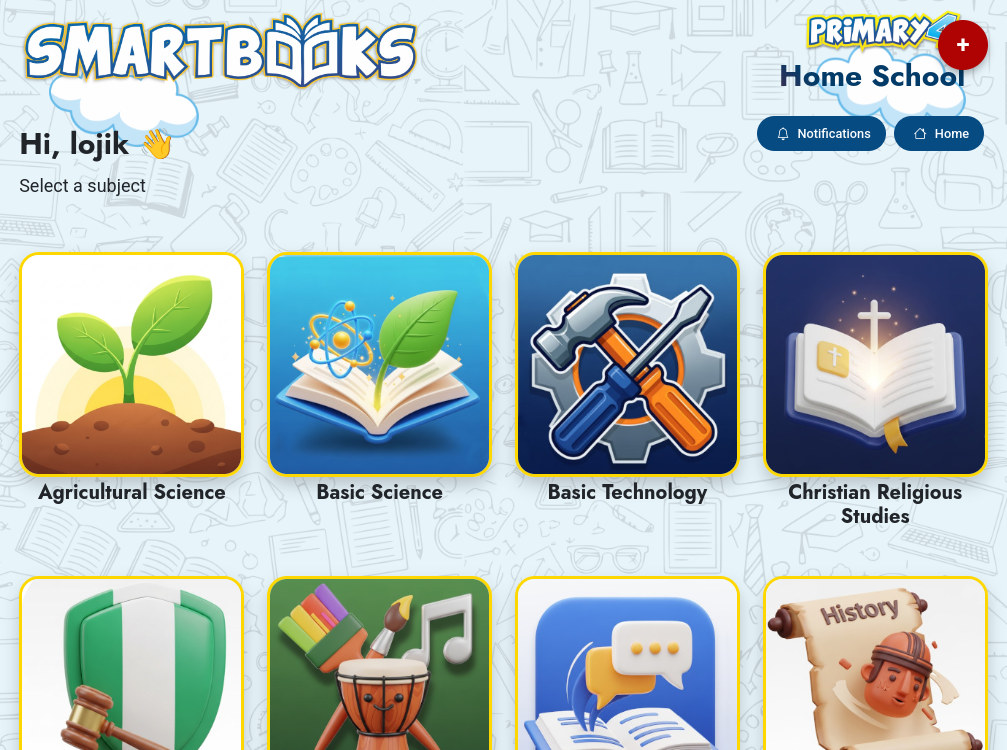 SMARTBOOKS
PRIMARY 4
+
Home School
Hi, lojik 👋
Notifications
Home
Select a subject
Agricultural Science
Basic Science
Basic Technology
Christian Religious
Studies
History